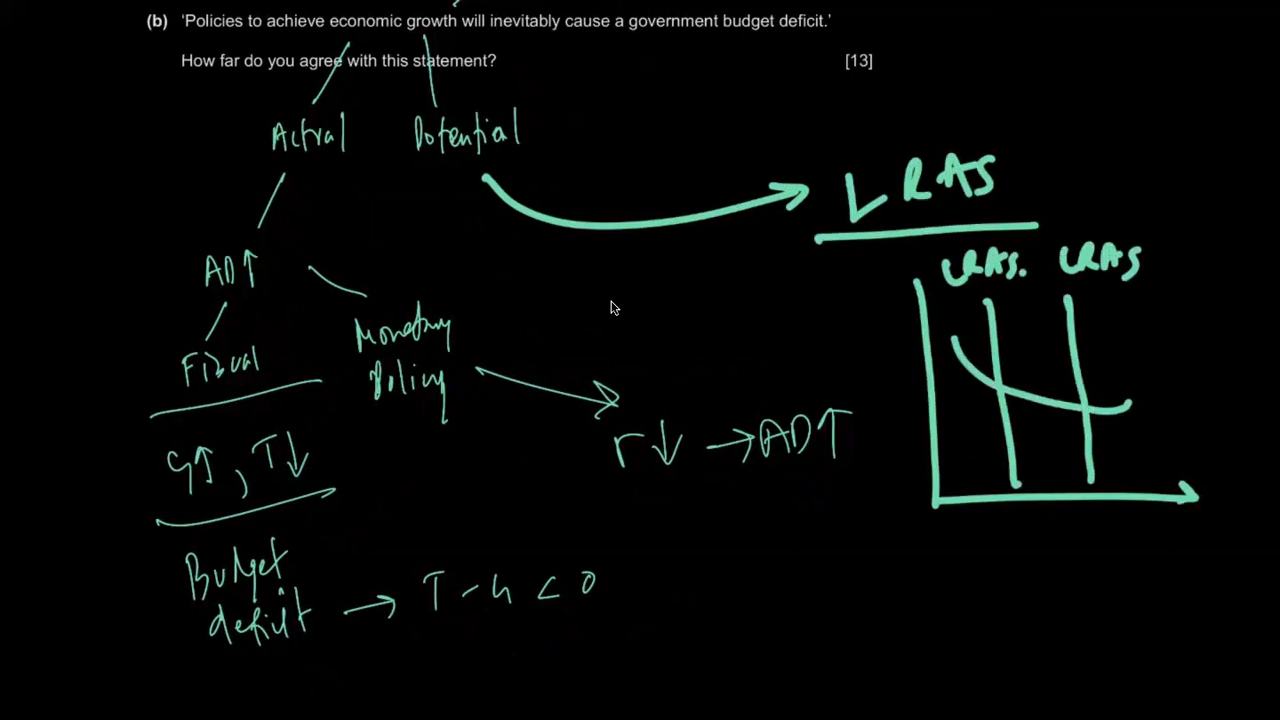 (b) 'Policies to achieve economic growth will inevitably cause a government budget deficit.'
How far do you agree with this statement? [13]
Actual Potential
LRAS
LRAS. LRAS
AD↑
Monetary
Fiscal
Policy
r↓ → AD↑
G↑, T↓
Budget
deficit → T - G < 0